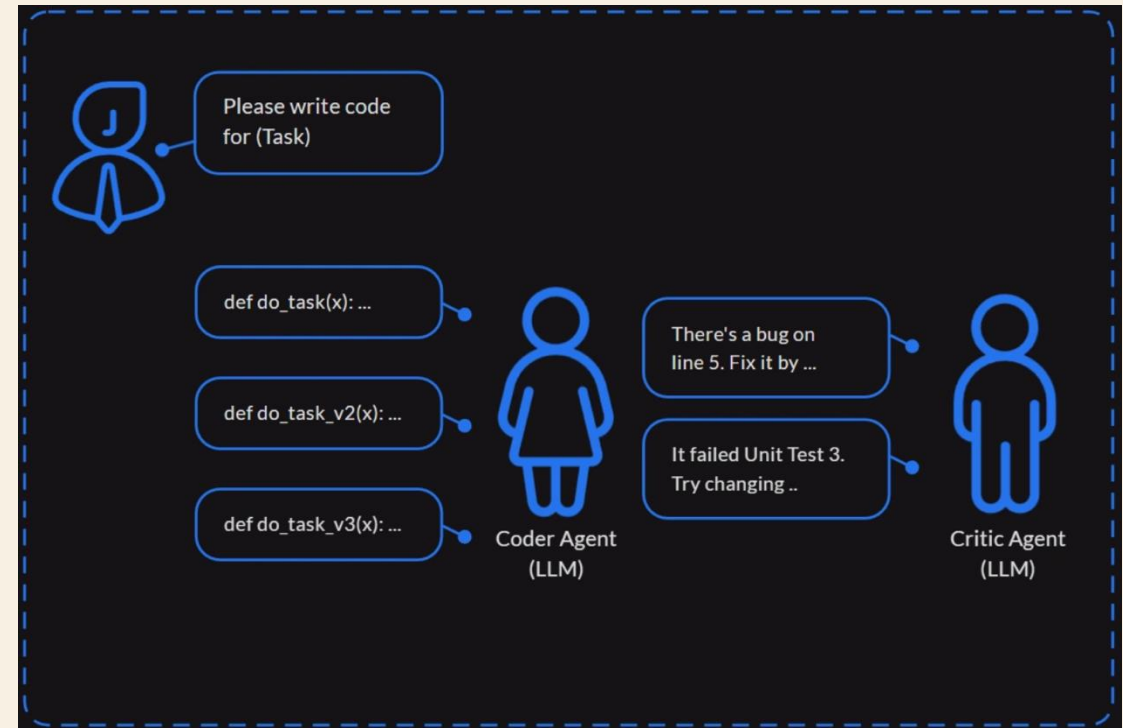 J
Please write code
for (Task)
def do_task(x): ...
There's a bug on
line 5. Fix it by ...
def do_task_v2(x): ...
It failed Unit Test 3.
Try changing ..
def do_task_v3(x): ...
Coder Agent
(LLM)
Critic Agent
(LLM)